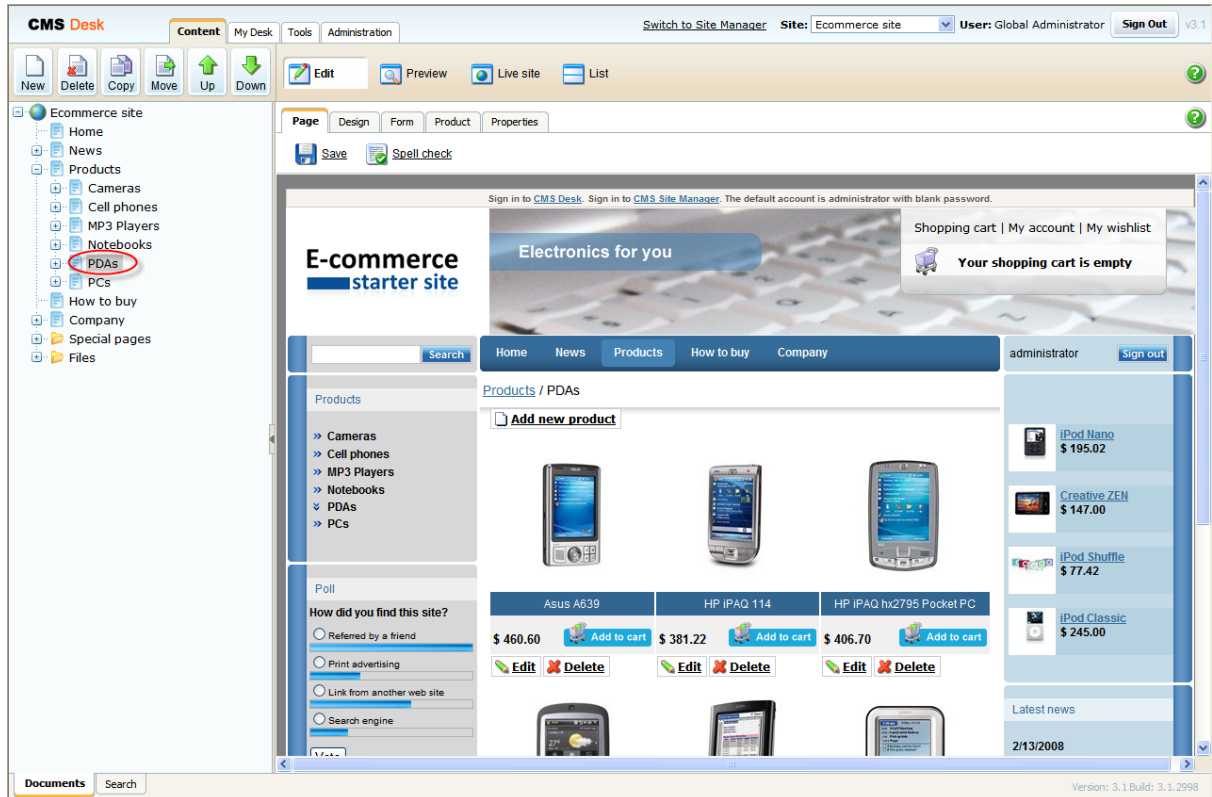 CMS Desk
Content My Desk Tools Administration
Switch to Site Manager Site: Ecommerce site User: Global Administrator Sign Out v3.1
New Delete Copy Move Up Down
Edit Preview Live site List
Ecommerce site
Home
News
Products
Cameras
Cell phones
MP3 Players
Notebooks
PDAs
PCs
How to buy
Company
Special pages
Files
Page Design Form Product Properties
Save Spell check
Sign in to CMS Desk. Sign in to CMS Site Manager. The default account is administrator with blank password.
E-commerce
starter site
Electronics for you
Shopping cart | My account | My wishlist
Your shopping cart is empty
Search
Home News Products How to buy Company
administrator Sign out
Products
Cameras
Cell phones
MP3 Players
Notebooks
PDAs
PCs
Poll
How did you find this site?
Referred by a friend
Print advertising
Link from another web site
Search engine
Vote
Products / PDAs
Add new product
Asus A639 HP iPAQ 114 HP iPAQ hx2795 Pocket PC
$ 460.60 Add to cart $ 381.22 Add to cart $ 406.70 Add to cart
Edit Delete Edit Delete Edit Delete
iPod Nano
$ 195.02
Creative ZEN
$ 147.00
iPod Shuffle
$ 77.42
iPod Classic
$ 245.00
Latest news
2/13/2008
Documents Search
Version: 3.1 Build: 3.1.2998